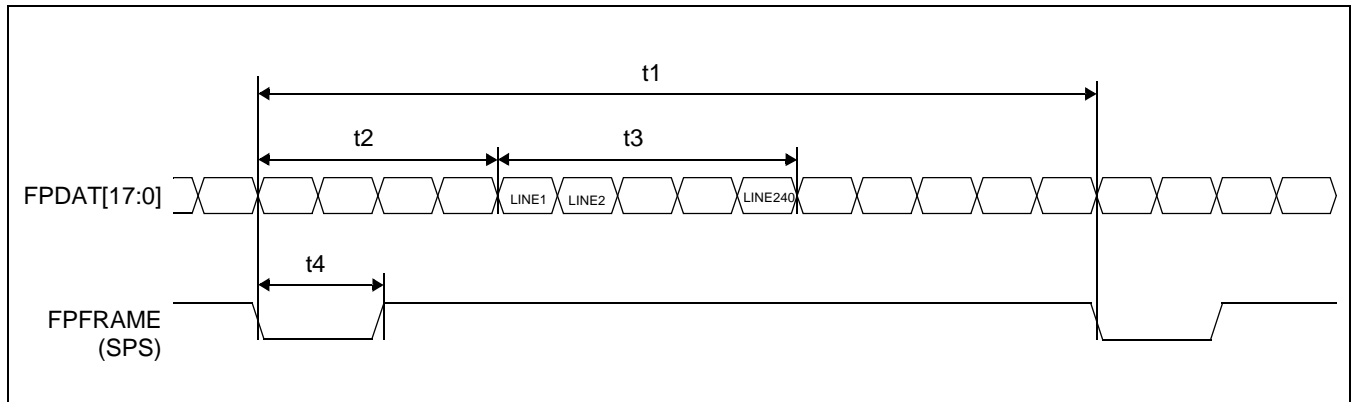 t1
t2
t3
FPDAT[17:0]
LINE1
LINE2
LINE240
t4
FPFRAME
(SPS)